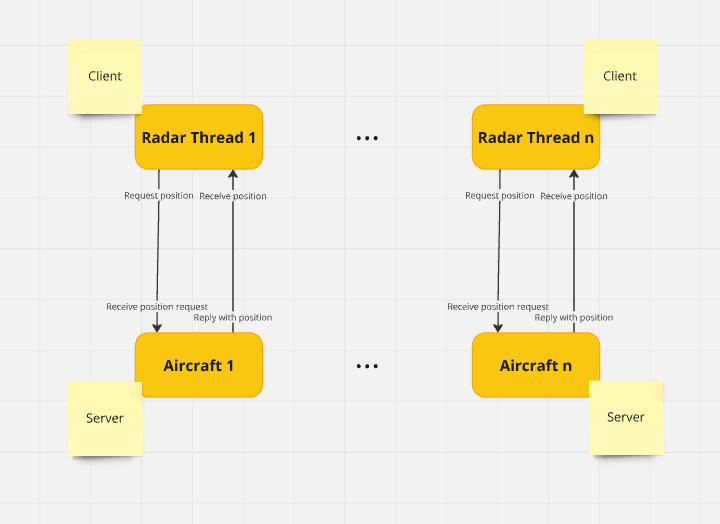 Client
Client
Radar Thread 1
...
Radar Thread n
Request position
Receive position
Request position
Receive position
Receive position request
Reply with position
Receive position request
Reply with position
Aircraft 1
...
Aircraft n
Server
Server